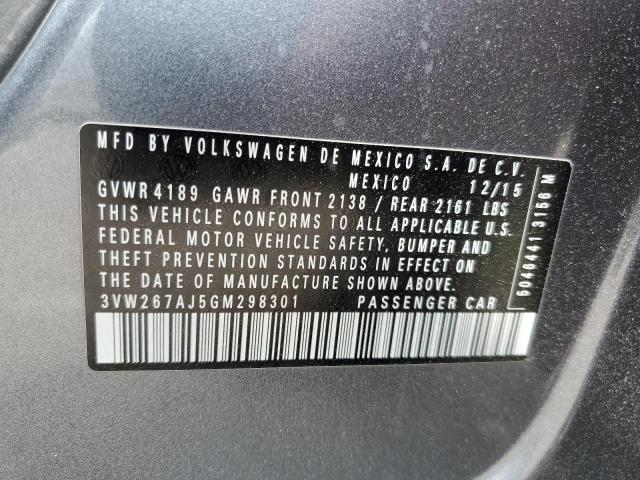 MFD BY VOLKSWAGEN DE MEXICO S.A. DE C.V.
MEXICO 12/15
GVWR 4189 GAWR FRONT 2138 / REAR 2161 LBS
THIS VEHICLE CONFORMS TO ALL APPLICABLE U.S.
FEDERAL MOTOR VEHICLE SAFETY, BUMPER AND
THEFT PREVENTION STANDARDS IN EFFECT ON
THE DATE OF MANUFACTURE SHOWN ABOVE.
3VW267AJ5GM298301 PASSENGER CAR
5046441 3166 M